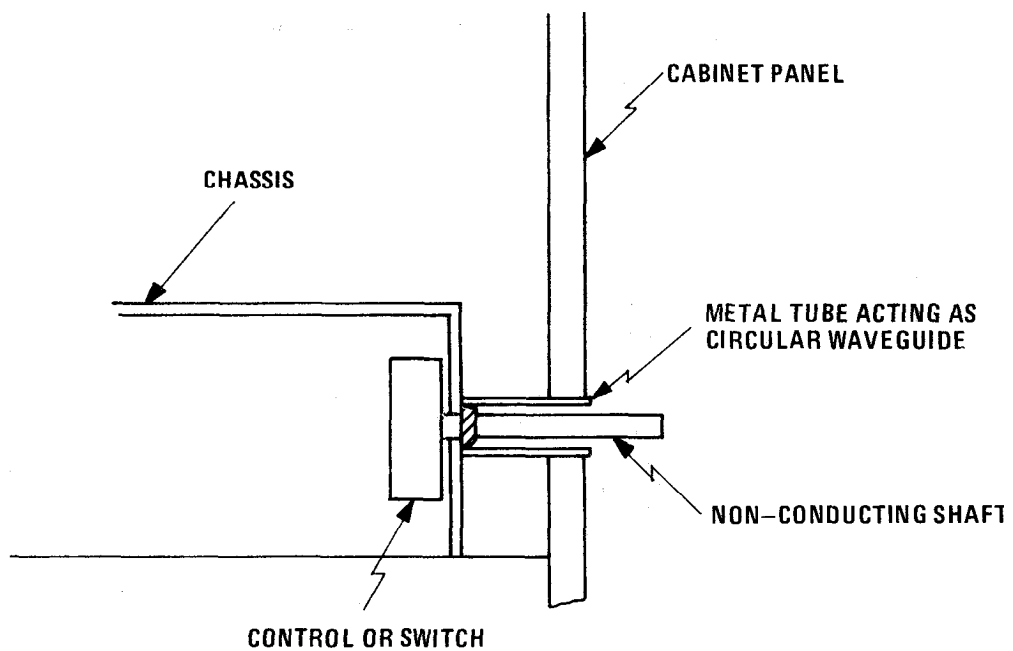 CABINET PANEL
CHASSIS
METAL TUBE ACTING AS
CIRCULAR WAVEGUIDE
NON-CONDUCTING SHAFT
CONTROL OR SWITCH